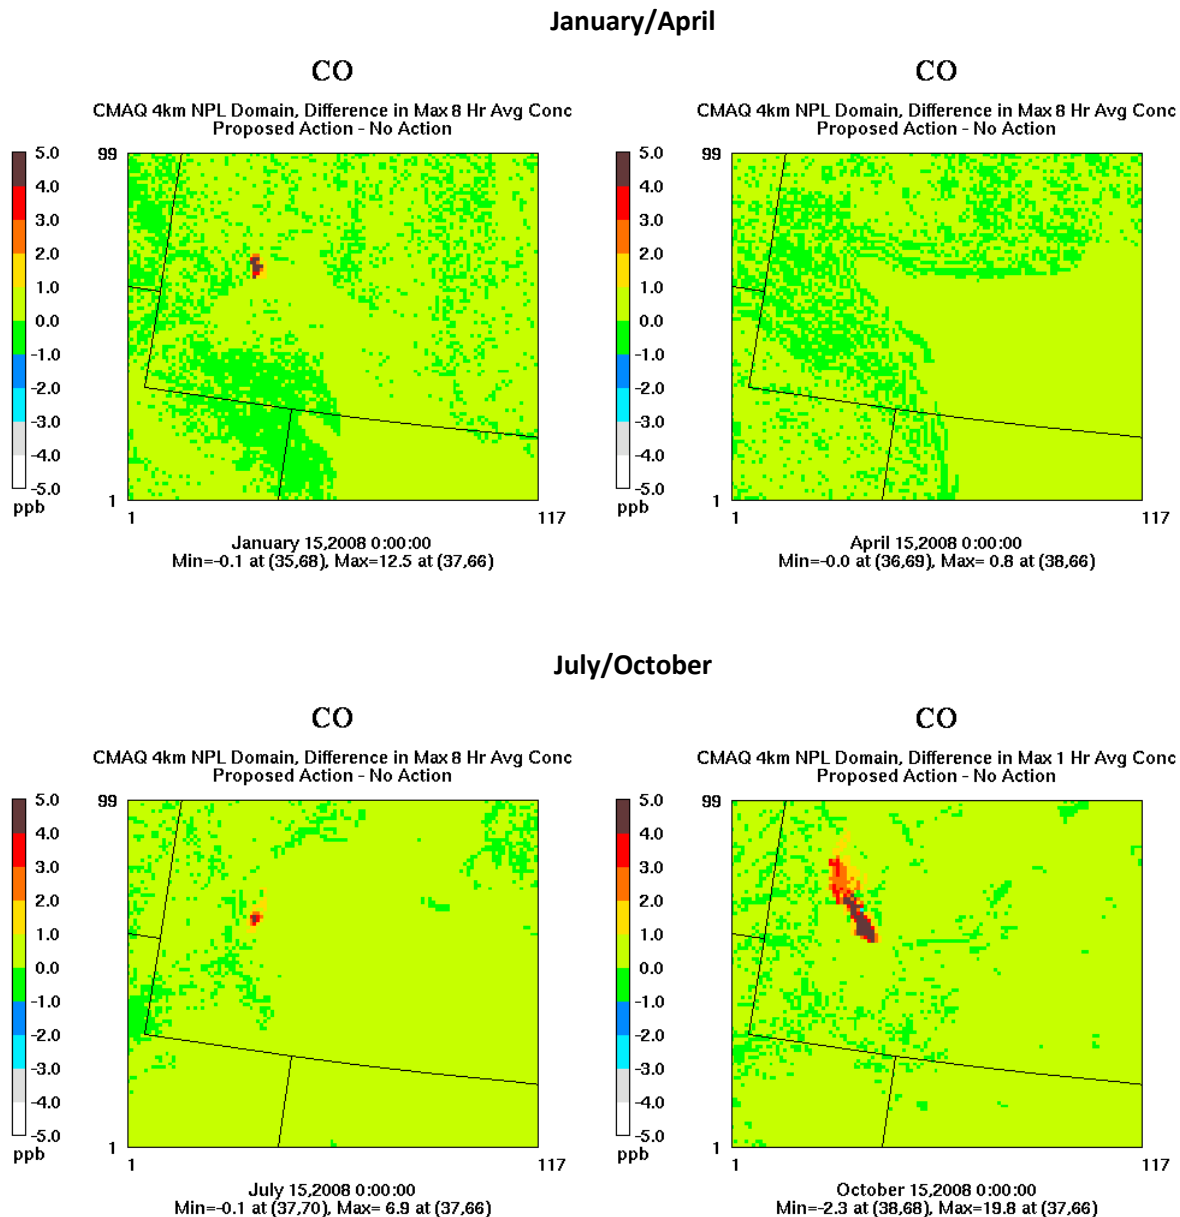 January/April
CO
CMAQ 4km NPL Domain, Difference in Max 8 Hr Avg Conc
Proposed Action - No Action
5.0
4.0
3.0
2.0
1.0
0.0
-1.0
-2.0
-3.0
-4.0
-5.0
ppb
99
1
1
117
January 15,2008 0:00:00
Min=-0.1 at (35,68), Max=12.5 at (37,66)
CO
CMAQ 4km NPL Domain, Difference in Max 8 Hr Avg Conc
Proposed Action - No Action
5.0
4.0
3.0
2.0
1.0
0.0
-1.0
-2.0
-3.0
-4.0
-5.0
ppb
99
1
1
117
April 15,2008 0:00:00
Min=-0.0 at (36,69), Max= 0.8 at (38,66)
July/October
CO
CMAQ 4km NPL Domain, Difference in Max 8 Hr Avg Conc
Proposed Action - No Action
5.0
4.0
3.0
2.0
1.0
0.0
-1.0
-2.0
-3.0
-4.0
-5.0
ppb
99
1
1
117
July 15,2008 0:00:00
Min=-0.1 at (37,70), Max= 6.9 at (37,66)
CO
CMAQ 4km NPL Domain, Difference in Max 1 Hr Avg Conc
Proposed Action - No Action
5.0
4.0
3.0
2.0
1.0
0.0
-1.0
-2.0
-3.0
-4.0
-5.0
ppb
99
1
1
117
October 15,2008 0:00:00
Min=-2.3 at (38,68), Max=19.8 at (37,66)